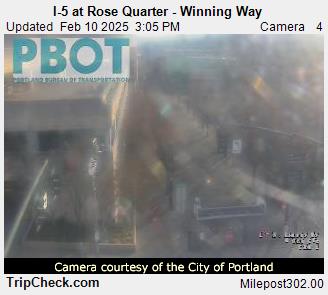 I-5 at Rose Quarter - Winning Way
Updated Feb 10 2025 3:05 PM Camera 4
PBOT
PORTLAND BUREAU OF TRANSPORTATION
Camera courtesy of the City of Portland
TripCheck.com Milepost302.00